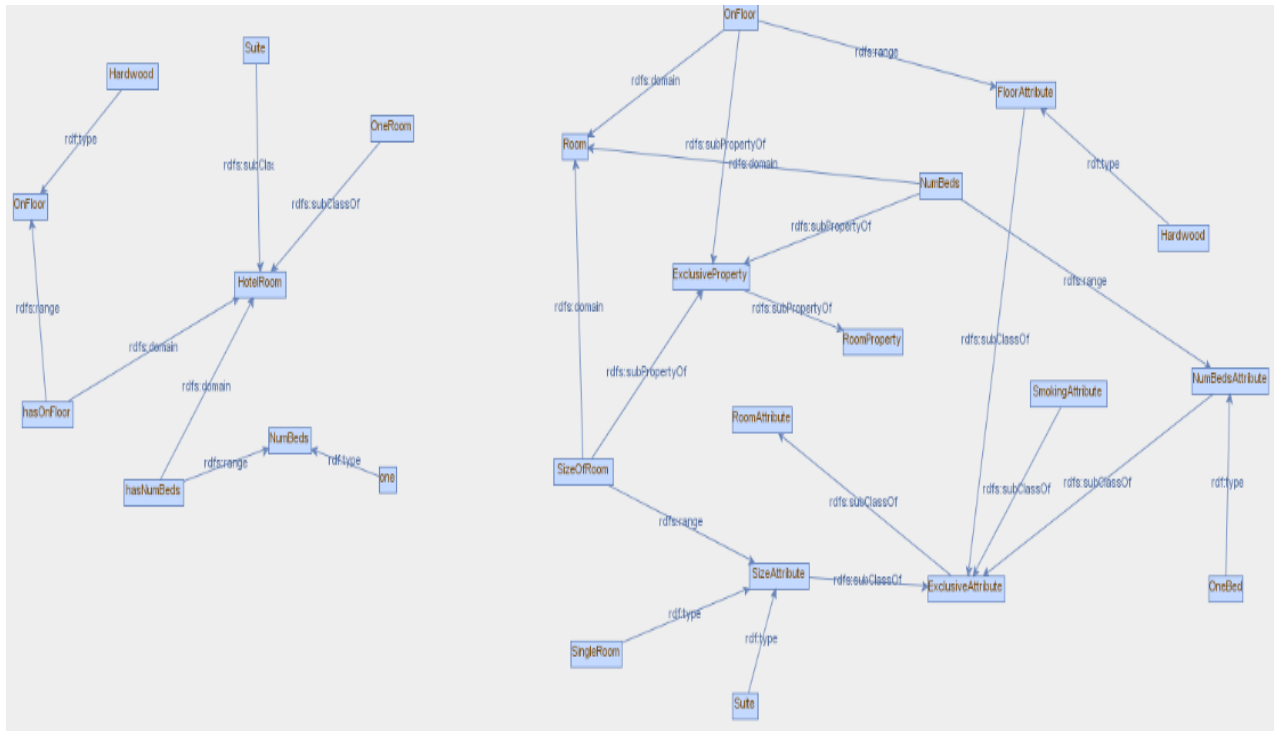 Suite
Hardwood
rdf:type
OneRoom
rdfs:subClas
rdfs:subClassOf
OnFloor
HotelRoom
rdfs:range
rdfs:domain
rdfs:domain
hasOnFloor
NumBeds
rdfs:range
rdf:type
one
hasNumBeds
OnFloor
rdfs:range
rdfs:domain
FloorAttribute
Room
rdfs:subPropertyOf
rdfs:domain
rdf:type
NumBeds
rdfs:subPropertyOf
Hardwood
ExclusiveProperty
rdfs:range
rdfs:domain
rdfs:subPropertyOf
RoomProperty
rdfs:subClassOf
rdfs:subPropertyOf
NumBedsAttribute
SmokingAttribute
RoomAttribute
SizeOfRoom
rdfs:subClassOf
rdfs:subClassOf
rdfs:subClassOf
rdf:type
rdfs:range
SizeAttribute
rdfs:subClassOf
ExclusiveAttribute
OneBed
rdf:type
rdf:type
SingleRoom
Suite